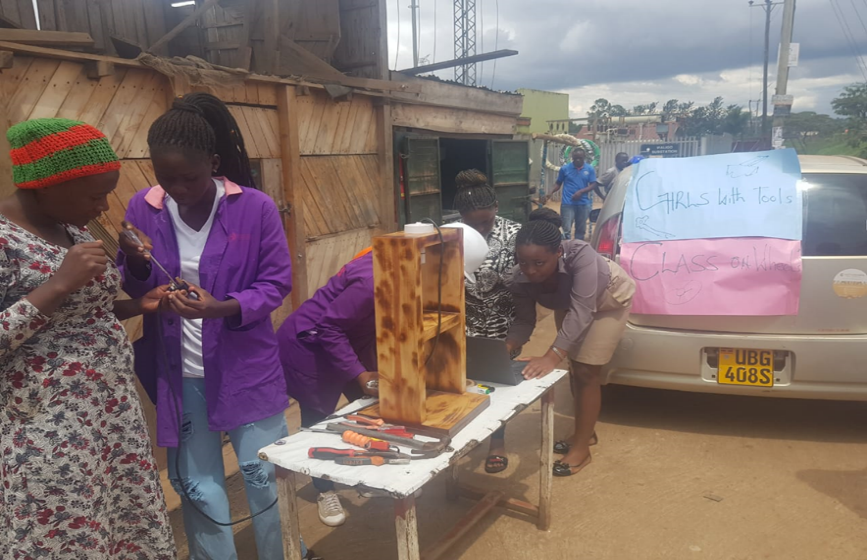 GIRLS With Tools
CLASS on Wheels
UBG
408S